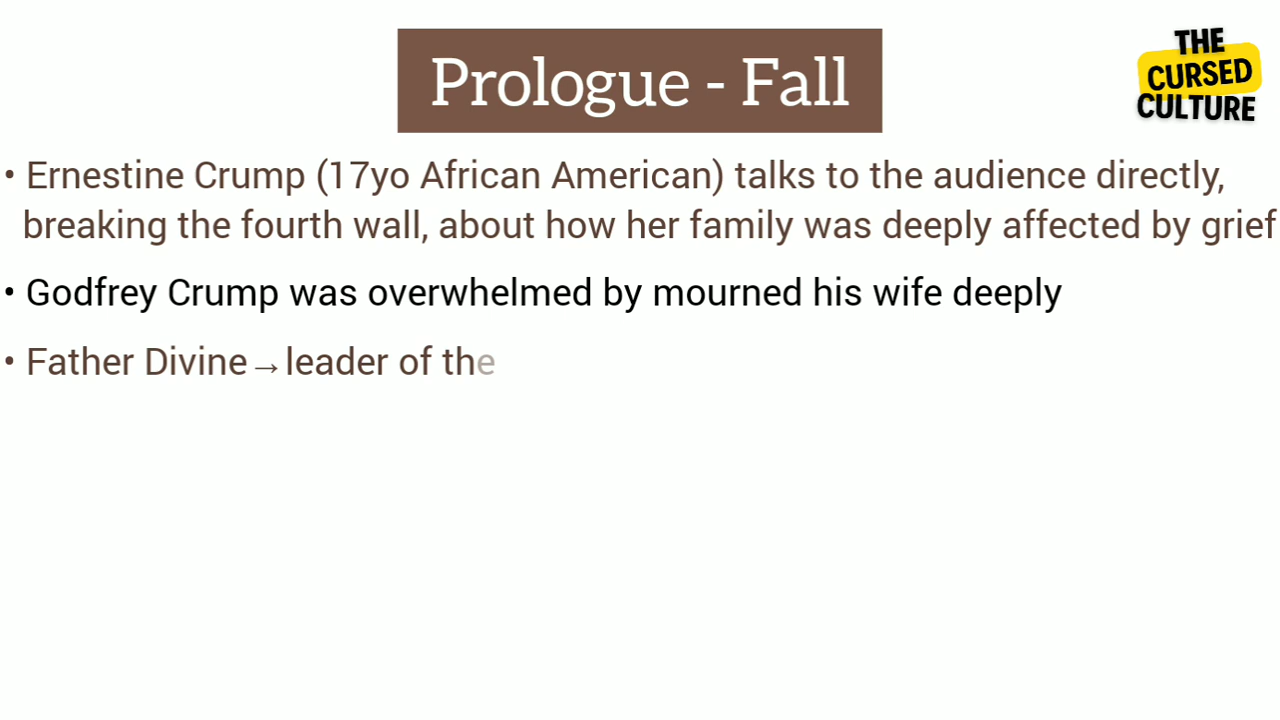 Prologue - Fall
THE
CURSED
CULTURE
• Ernestine Crump (17yo African American) talks to the audience directly,
breaking the fourth wall, about how her family was deeply affected by grief
• Godfrey Crump was overwhelmed by mourned his wife deeply
• Father Divine→leader of the